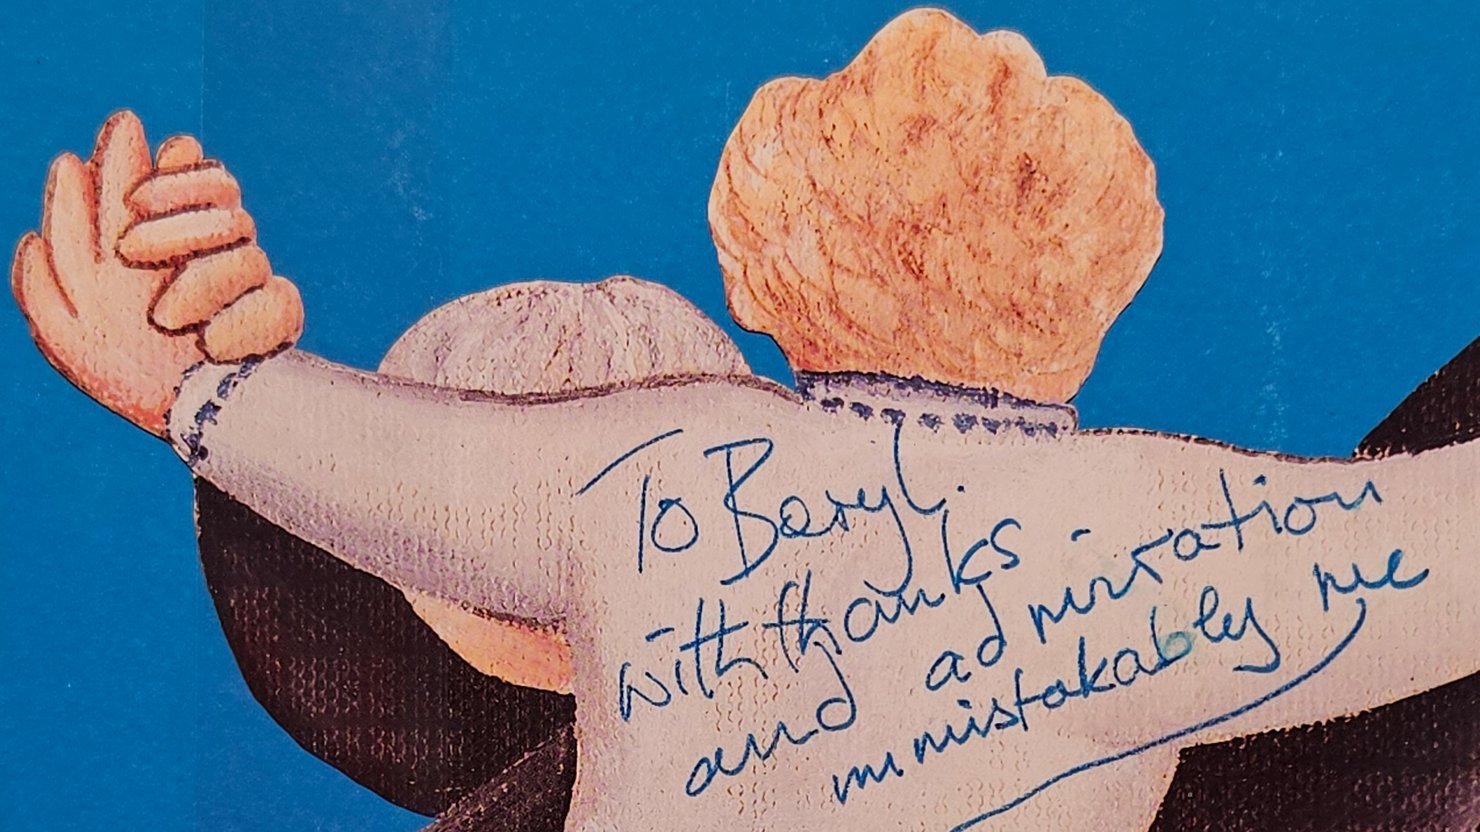 To Beryl.
with thanks
and admiration
unmistakably me